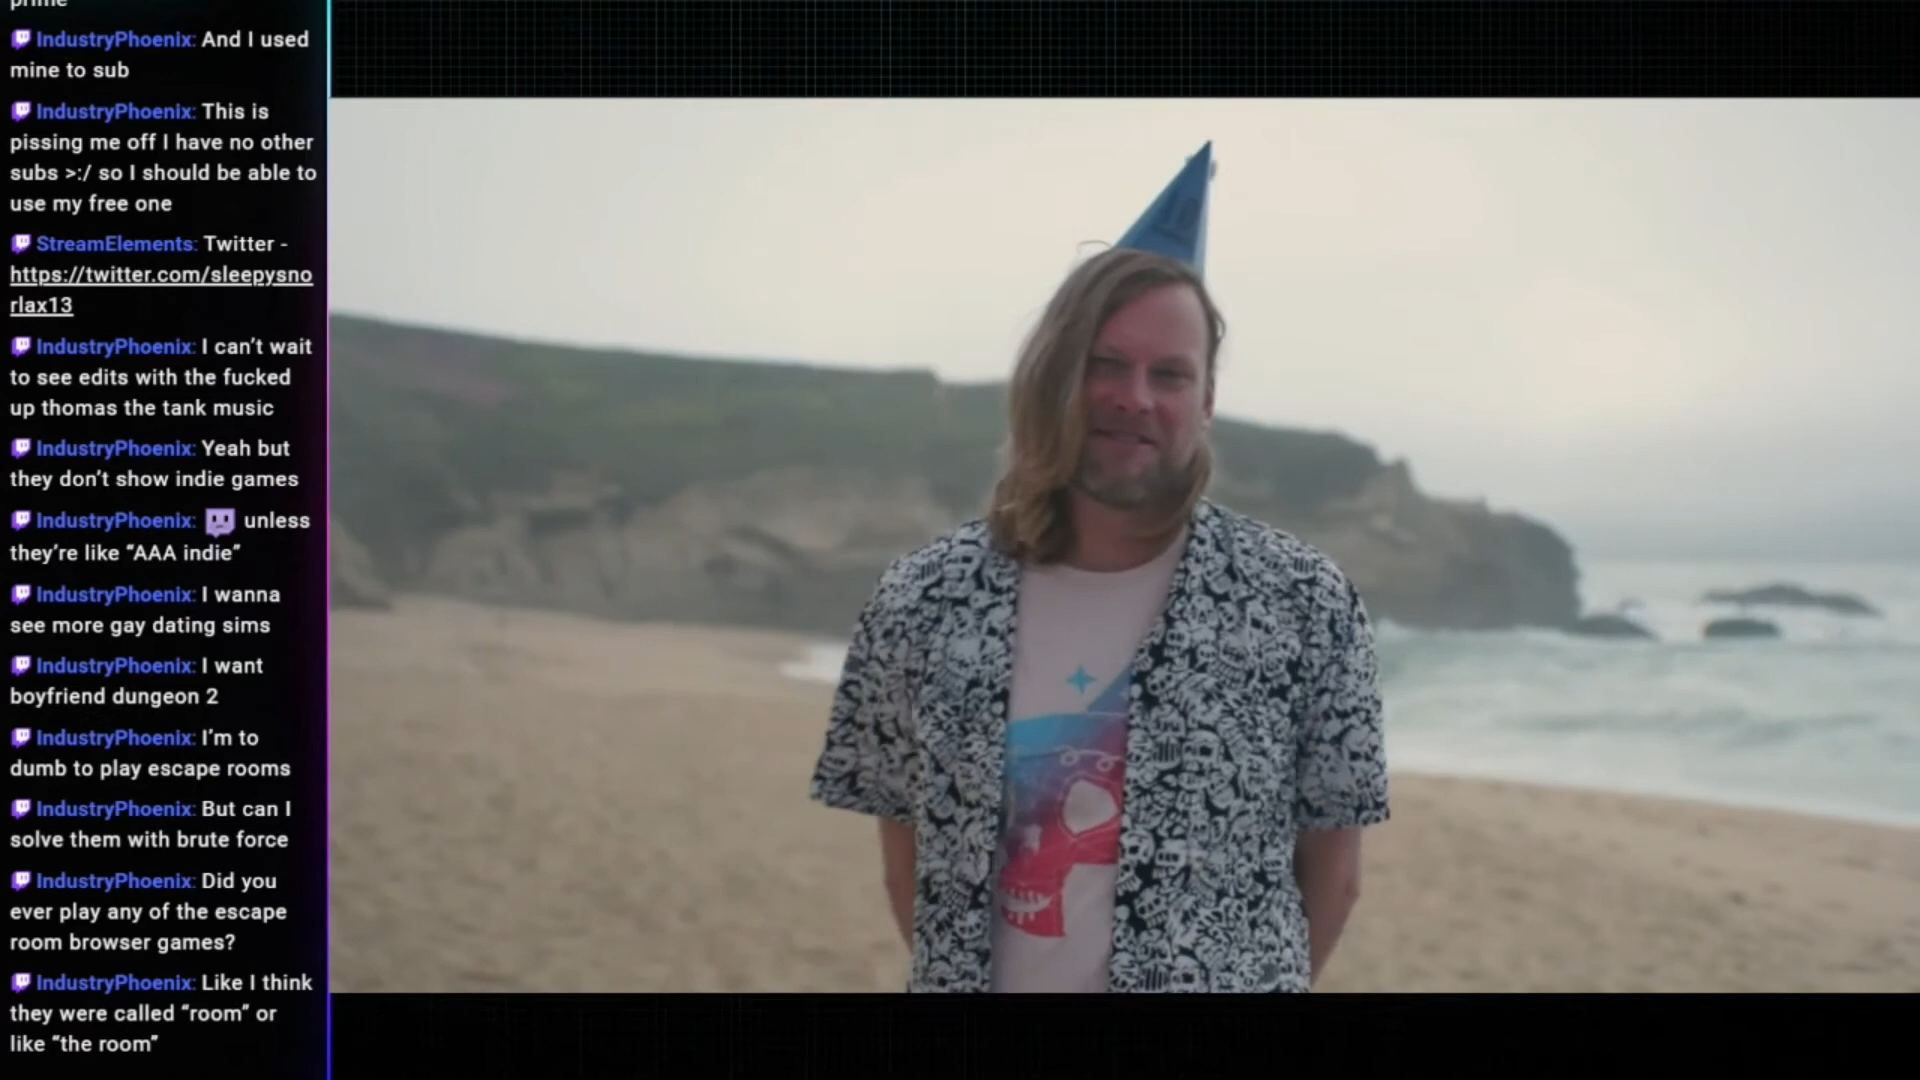 prime
IndustryPhoenix: And I used
mine to sub
IndustryPhoenix: This is
pissing me off I have no other
subs >:/ so I should be able to
use my free one
StreamElements: Twitter -
https://twitter.com/sleepysno
rlax13
IndustryPhoenix: I can’t wait
to see edits with the fucked
up thomas the tank music
IndustryPhoenix: Yeah but
they don’t show indie games
IndustryPhoenix: unless
they’re like “AAA indie”
IndustryPhoenix: I wanna
see more gay dating sims
IndustryPhoenix: I want
boyfriend dungeon 2
IndustryPhoenix: I’m to
dumb to play escape rooms
IndustryPhoenix: But can I
solve them with brute force
IndustryPhoenix: Did you
ever play any of the escape
room browser games?
IndustryPhoenix: Like I think
they were called “room” or
like “the room”